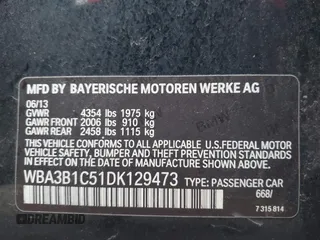 MFD BY BAYERISCHE MOTOREN WERKE AG
06/13
GVWR 4354 lbs 1975 kg
GAWR FRONT 2006 lbs 910 kg
GAWR REAR 2458 lbs 1115 kg
THIS VEHICLE CONFORMS TO ALL APPLICABLE U.S.FEDERAL MOTOR
VEHICLE SAFETY, BUMPER, AND THEFT PREVENTION STANDARDS IN
EFFECT ON THE DATE OF MANUFACTURE SHOWN ABOVE.
WBA3B1C51DK129473 TYPE: PASSENGER CAR
668/
7 315 814
DREAMBID